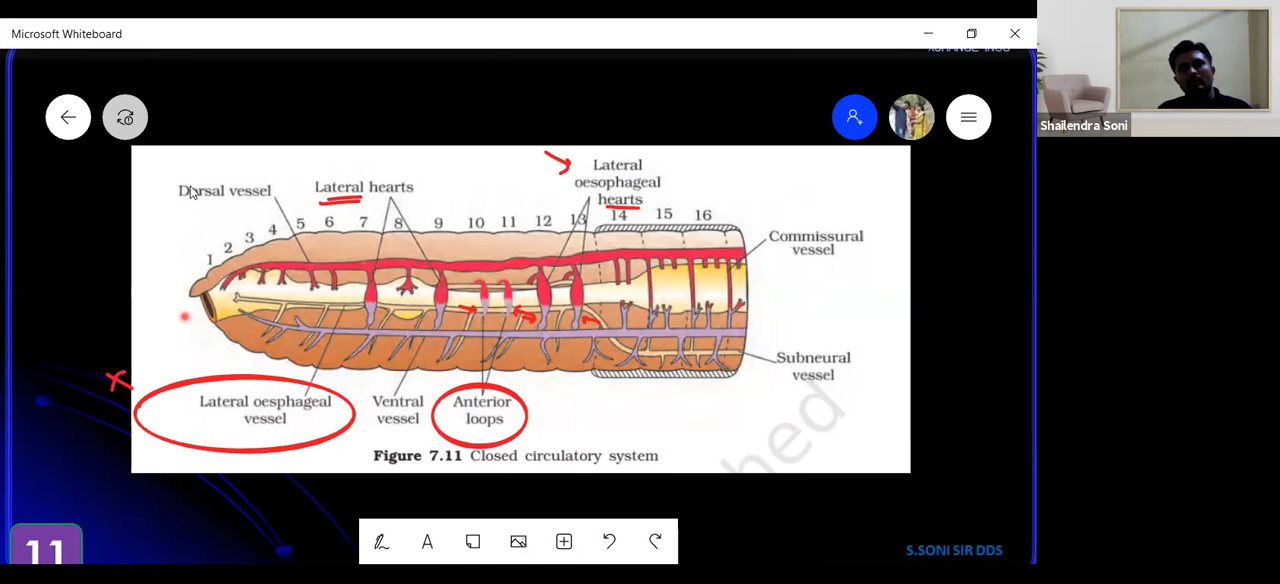 Microsoft Whiteboard
Shailendra Soni
Lateral
oesophageal
hearts
Dorsal vessel
Lateral hearts
1 2 3 4 5 6 7 8 9 10 11 12 13 14 15 16
Commissural
vessel
Subneural
vessel
Lateral oesphageal
vessel
Ventral
vessel
Anterior
loops
Figure 7.11 Closed circulatory system
hed
11
S.SONI SIR DDS